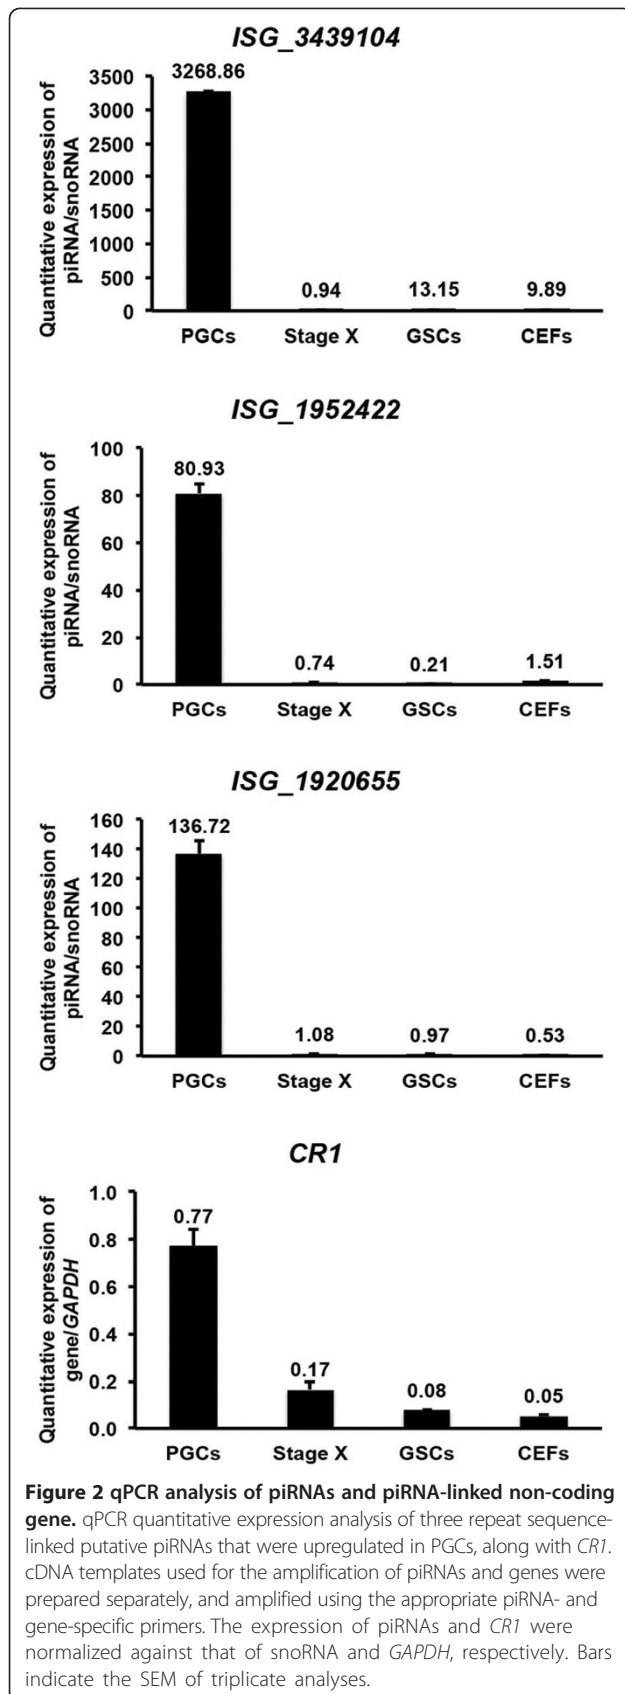 ISG_3439104
Quantitative expression of
piRNA/snoRNA
3500
3000
2500
2000
1500
1000
500
0
3268.86
0.94
13.15
9.89
PGCs Stage X GSCs CEFs
ISG_1952422
Quantitative expression of
piRNA/snoRNA
100
80
60
40
20
0
80.93
0.74
0.21
1.51
PGCs Stage X GSCs CEFs
ISG_1920655
Quantitative expression of
piRNA/snoRNA
160
140
120
100
80
60
40
20
0
136.72
1.08
0.97
0.53
PGCs Stage X GSCs CEFs
CR1
Quantitative expression of
gene/GAPDH
1.0
0.8
0.6
0.4
0.2
0.0
0.77
0.17
0.08
0.05
PGCs Stage X GSCs CEFs
Figure 2 qPCR analysis of piRNAs and piRNA-linked non-coding
gene. qPCR quantitative expression analysis of three repeat sequence-
linked putative piRNAs that were upregulated in PGCs, along with CR1.
cDNA templates used for the amplification of piRNAs and genes were
prepared separately, and amplified using the appropriate piRNA- and
gene-specific primers. The expression of piRNAs and CR1 were
normalized against that of snoRNA and GAPDH, respectively. Bars
indicate the SEM of triplicate analyses.